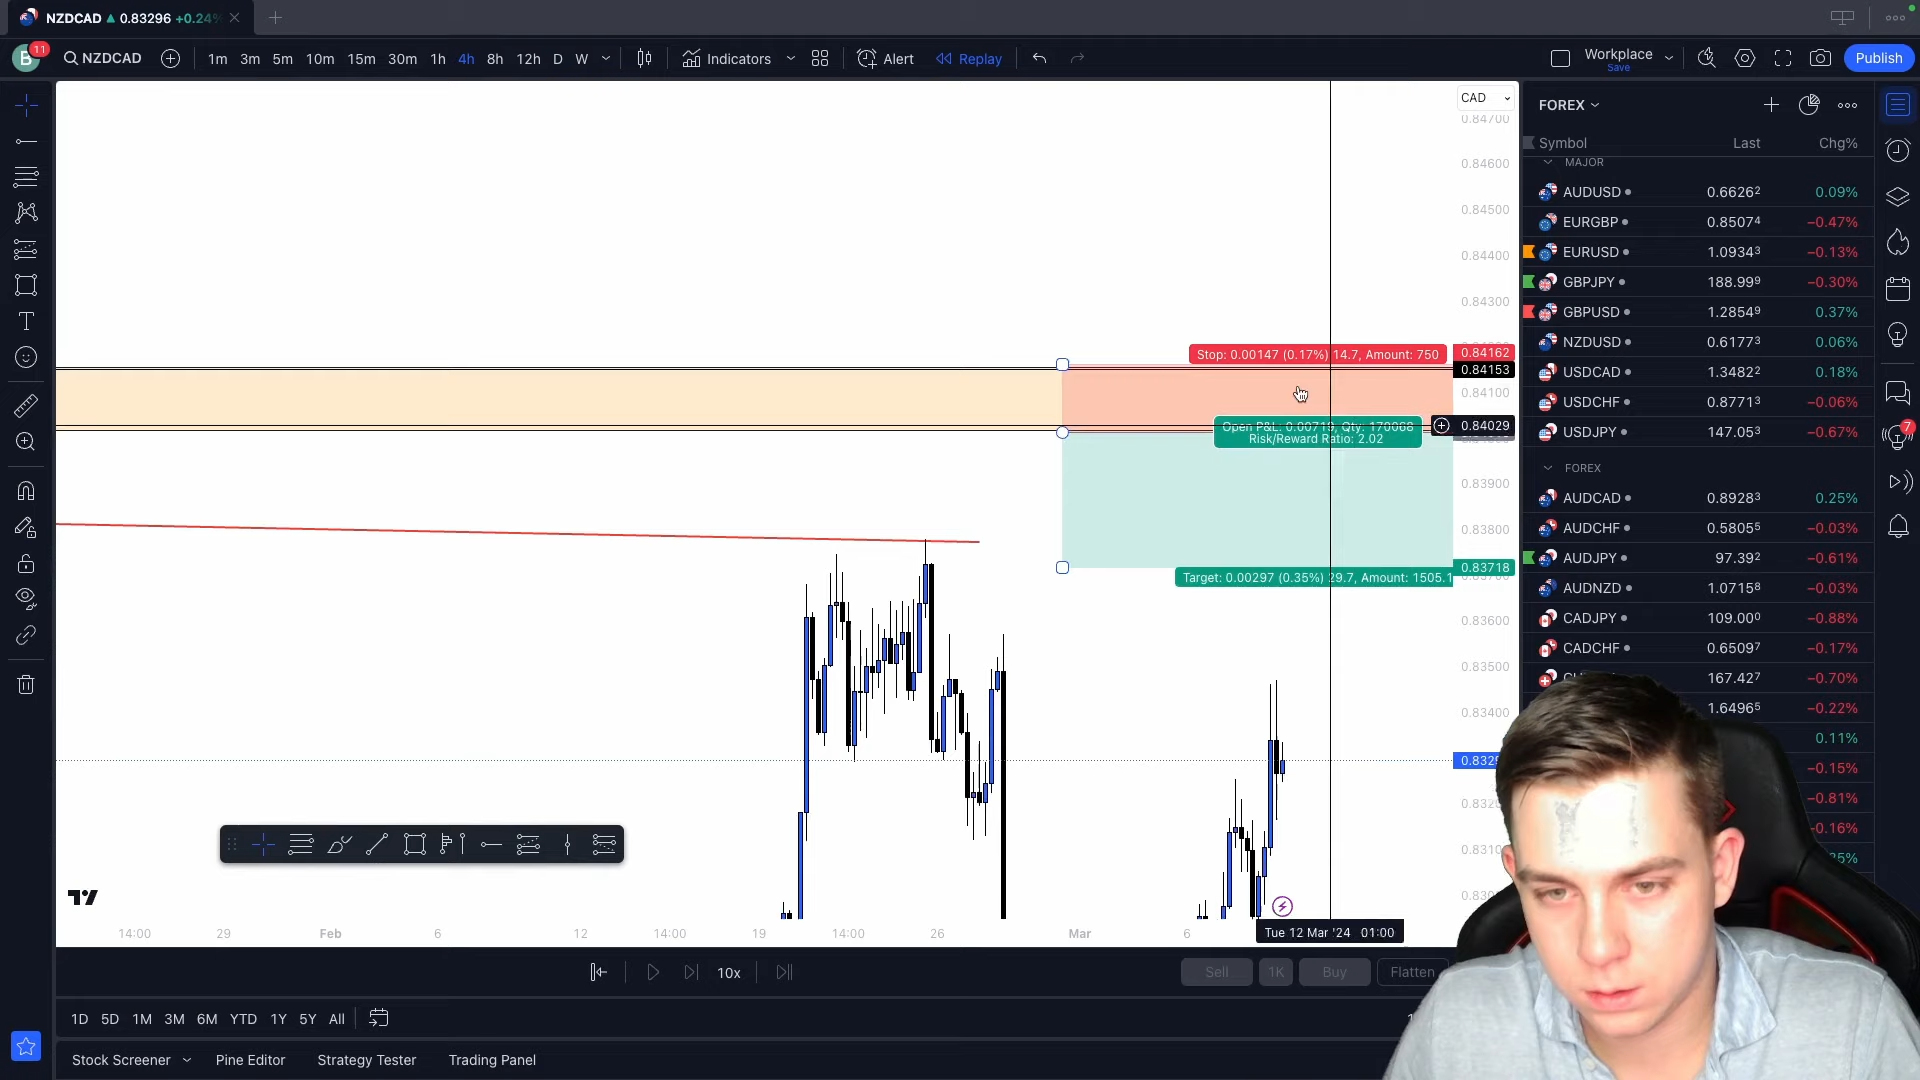 NZDCAD ▲ 0.83296 +0.24%
B 11 NZDCAD 1m 3m 5m 10m 15m 30m 1h 4h 8h 12h D W Indicators Alert Replay Workplace Save Publish
CAD
FOREX
Symbol Last Chg%
MAJOR
AUDUSD 0.66262 0.09%
EURGBP 0.85074 −0.47%
EURUSD 1.09343 −0.13%
GBPJPY 188.999 −0.30%
GBPUSD 1.28549 0.37%
NZDUSD 0.61773 0.06%
USDCAD 1.34822 0.18%
USDCHF 0.87713 −0.06%
USDJPY 147.053 −0.67%
FOREX
AUDCAD 0.89283 0.25%
AUDCHF 0.58055 −0.03%
AUDJPY 97.392 −0.61%
AUDNZD 1.07158 −0.03%
CADJPY 109.000 −0.88%
CADCHF 0.65097 −0.17%
167.427 −0.70%
1.64965 −0.22%
0.11%
−0.15%
−0.81%
0.16%
7
0.84700
0.84600
0.84500
0.84400
0.84300
Stop: 0.00147 (0.17%) 14.7, Amount: 750
0.84162
0.84153
0.84100
Open P&L: 0.00719, Qty: 170068
Risk/Reward Ratio: 2.02
0.84029
0.83900
0.83800
0.83718
Target: 0.00297 (0.35%) 29.7, Amount: 1505.1
0.83600
0.83500
0.83400
14:00 29 Feb 6 12 14:00 19 14:00 26 Mar 6
Tue 12 Mar '24 01:00
10x Sell 1K Buy Flatten
1D 5D 1M 3M 6M YTD 1Y 5Y All
Stock Screener Pine Editor Strategy Tester Trading Panel